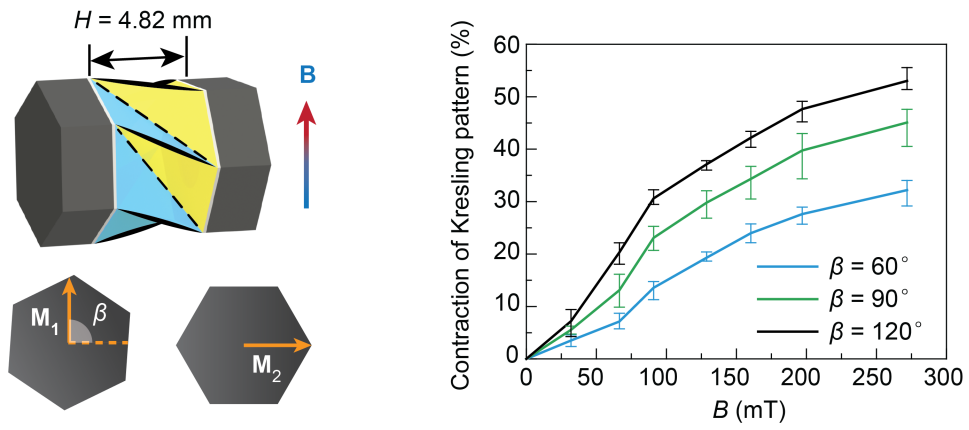 H = 4.82 mm
B
M1
β
M2
Contraction of Kresling pattern (%)
60
50
40
30
20
10
0
β = 60°
β = 90°
β = 120°
0 50 100 150 200 250 300
B (mT)